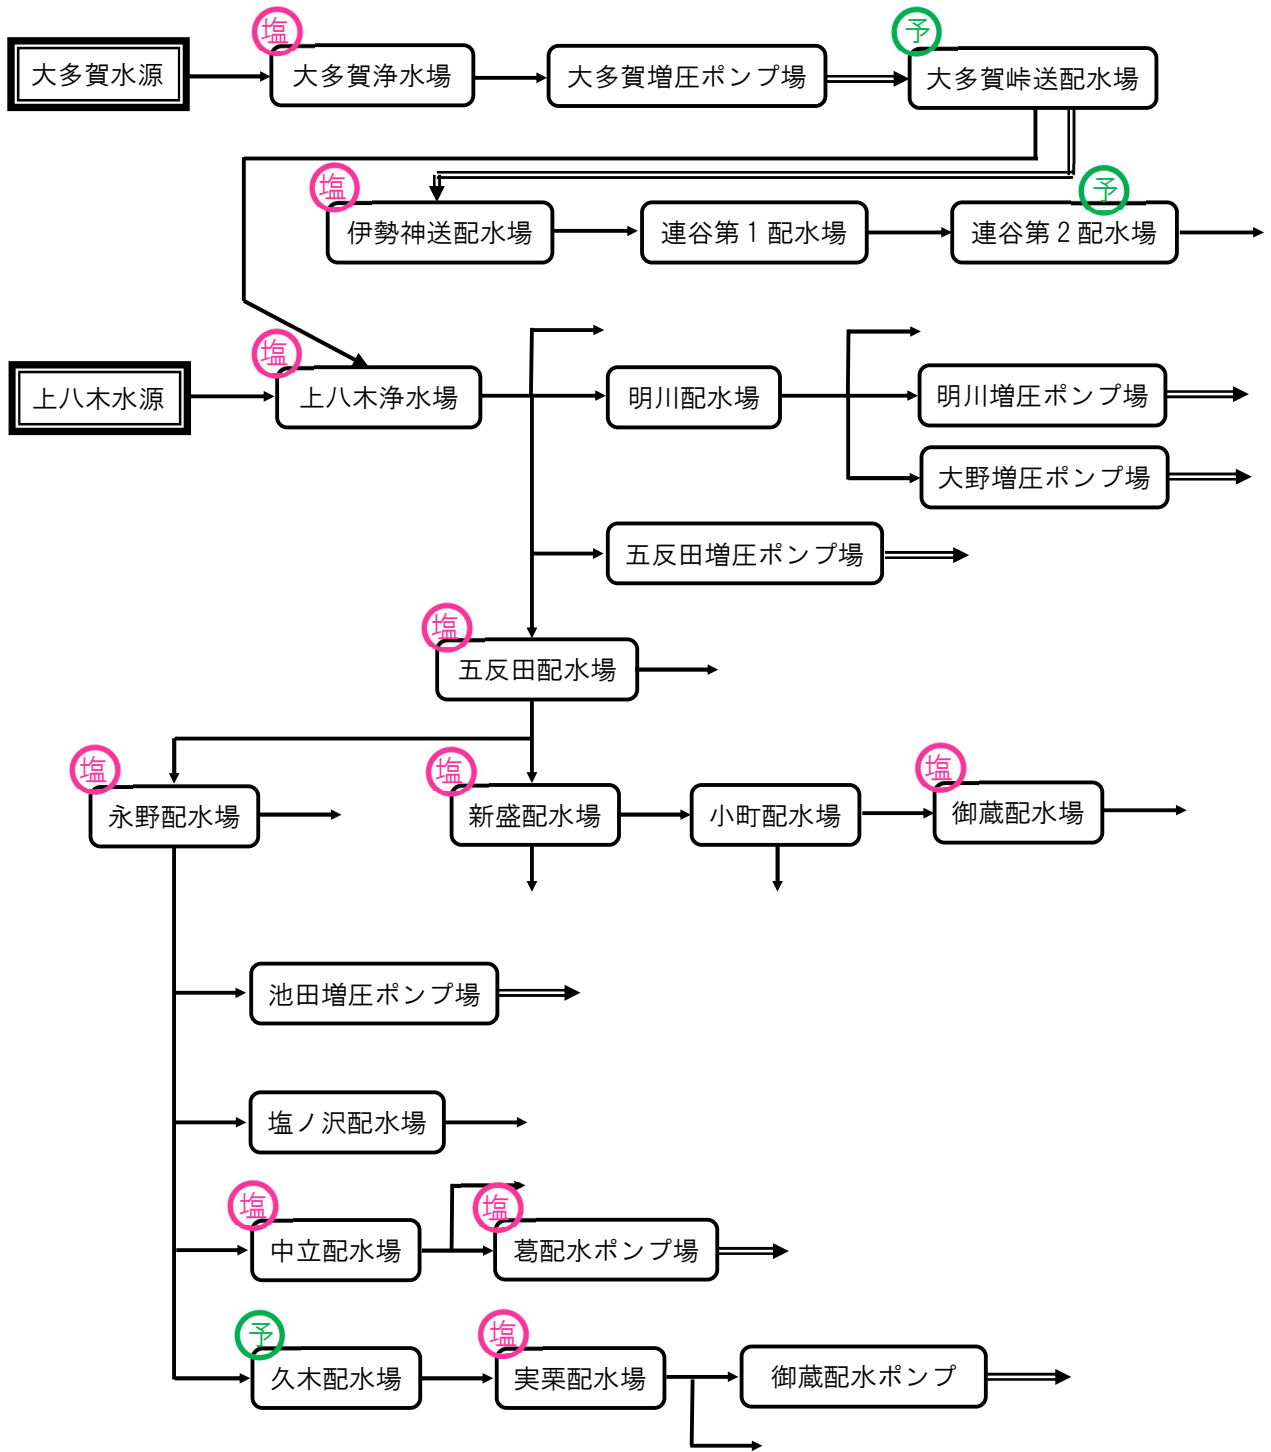 塩
予
大多賀水源
大多賀浄水場
大多賀増圧ポンプ場
大多賀峠送配水場
塩
予
伊勢神送配水場
連谷第1配水場
連谷第2配水場
塩
上八木水源
上八木浄水場
明川配水場
明川増圧ポンプ場
大野増圧ポンプ場
五反田増圧ポンプ場
塩
五反田配水場
塩
塩
塩
永野配水場
新盛配水場
小町配水場
御蔵配水場
池田増圧ポンプ場
塩ノ沢配水場
塩
塩
中立配水場
葛配水ポンプ場
予
塩
久木配水場
実栗配水場
御蔵配水ポンプ